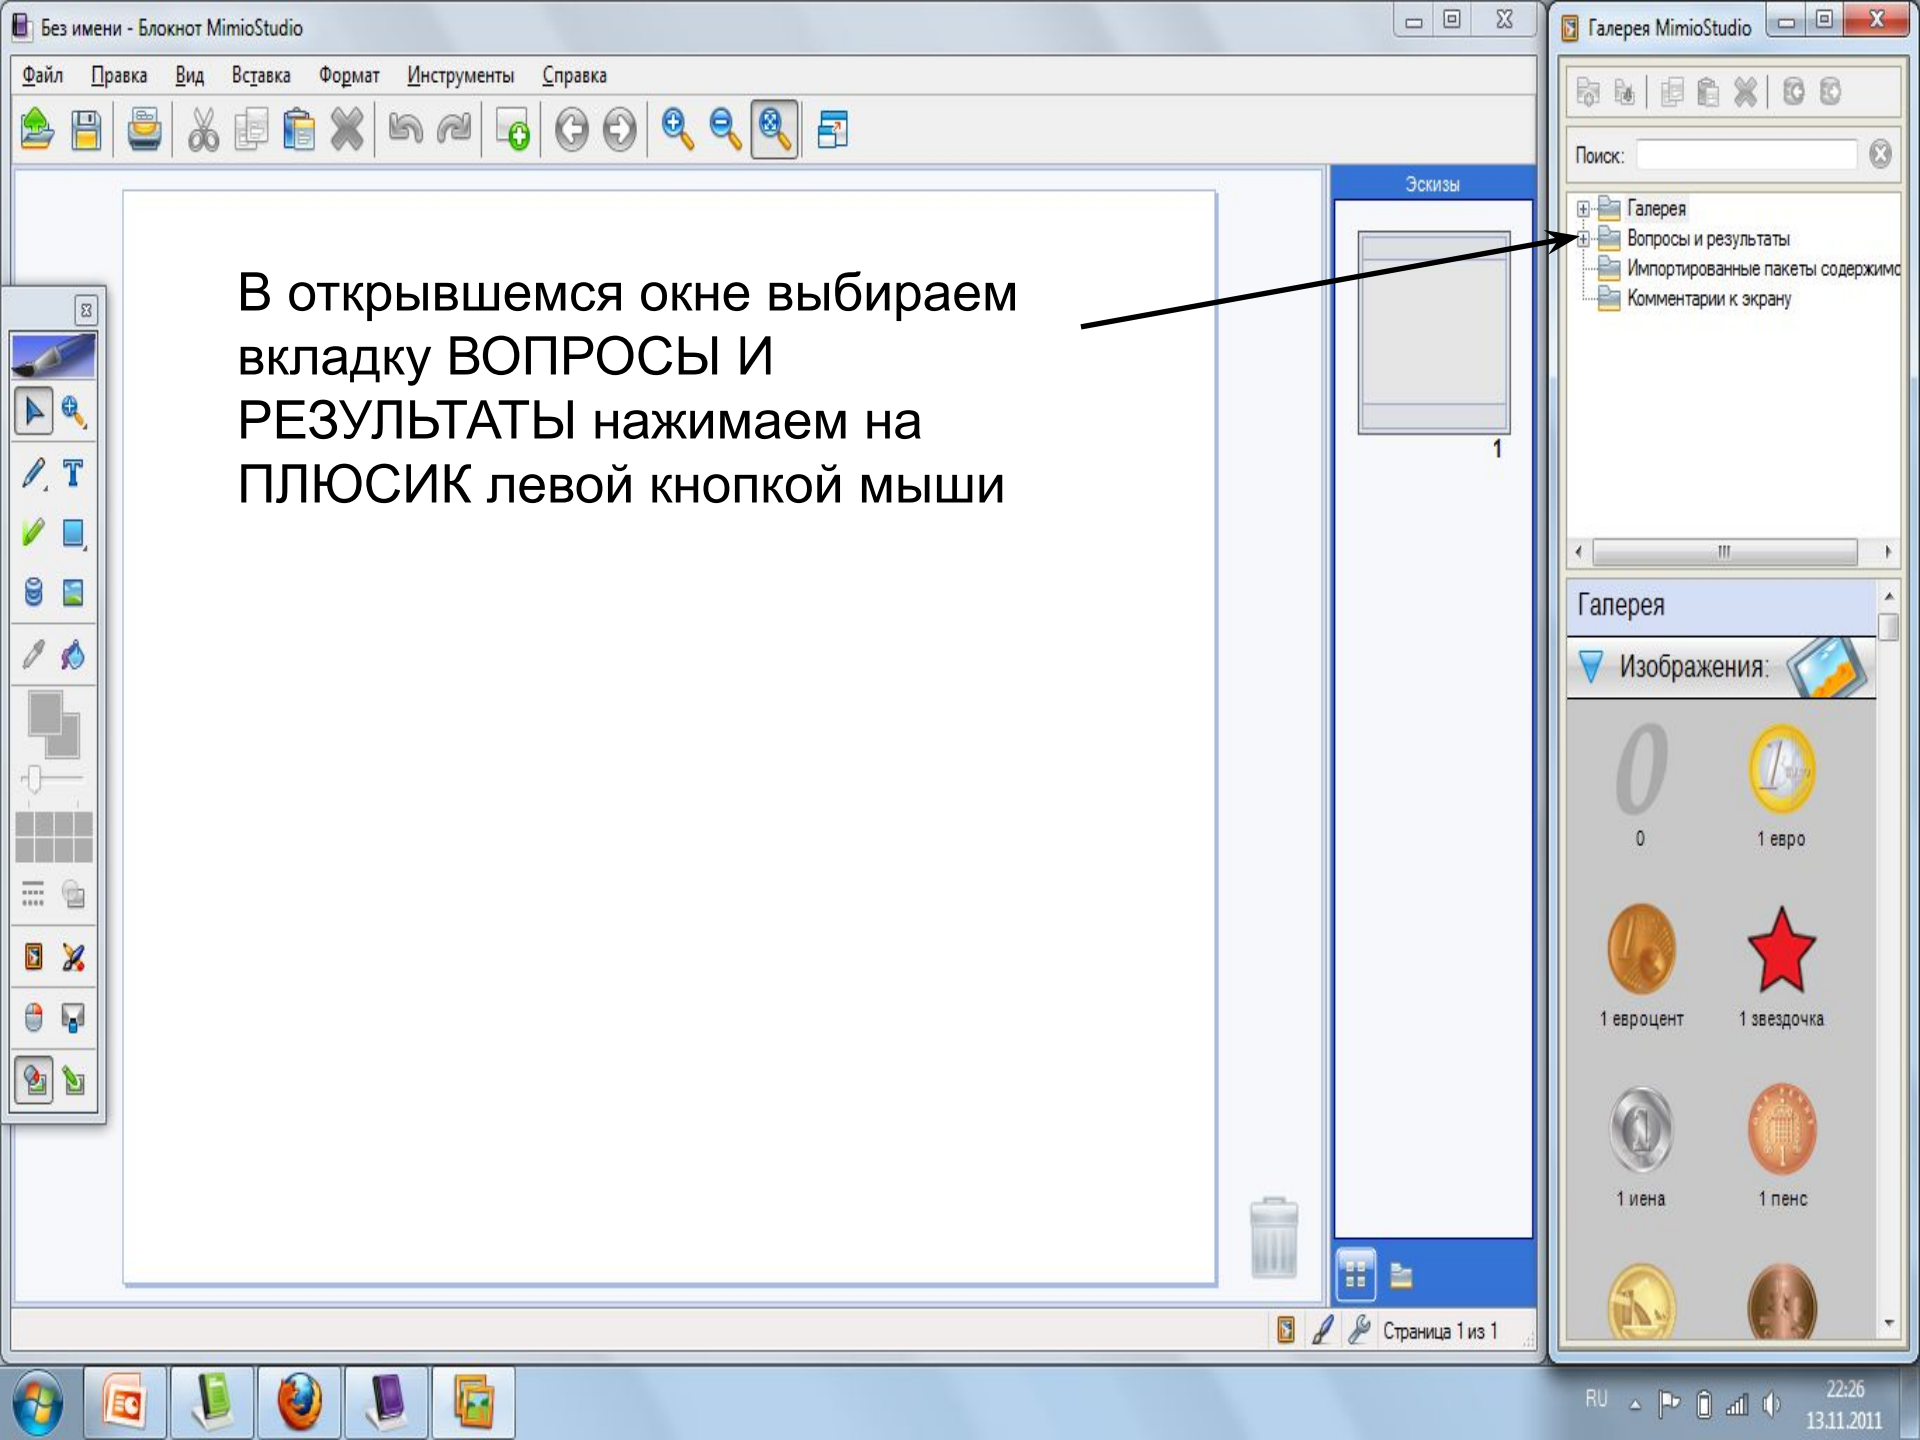 Без имени - Блокнот MimioStudio
Файл Правка Вид Вставка Формат Инструменты Справка
Эскизы
В открывшемся окне выбираем
вкладку ВОПРОСЫ И
РЕЗУЛЬТАТЫ нажимаем на
ПЛЮСИК левой кнопкой мыши
1
Страница 1 из 1
Галерея MimioStudio
Поиск:
Галерея
Вопросы и результаты
Импортированные пакеты содержимо
Комментарии к экрану
Галерея
Изображения:
0
0 1 евро
1 евроцент 1 звездочка
1 иена 1 пенс
RU 22:26
13.11.2011